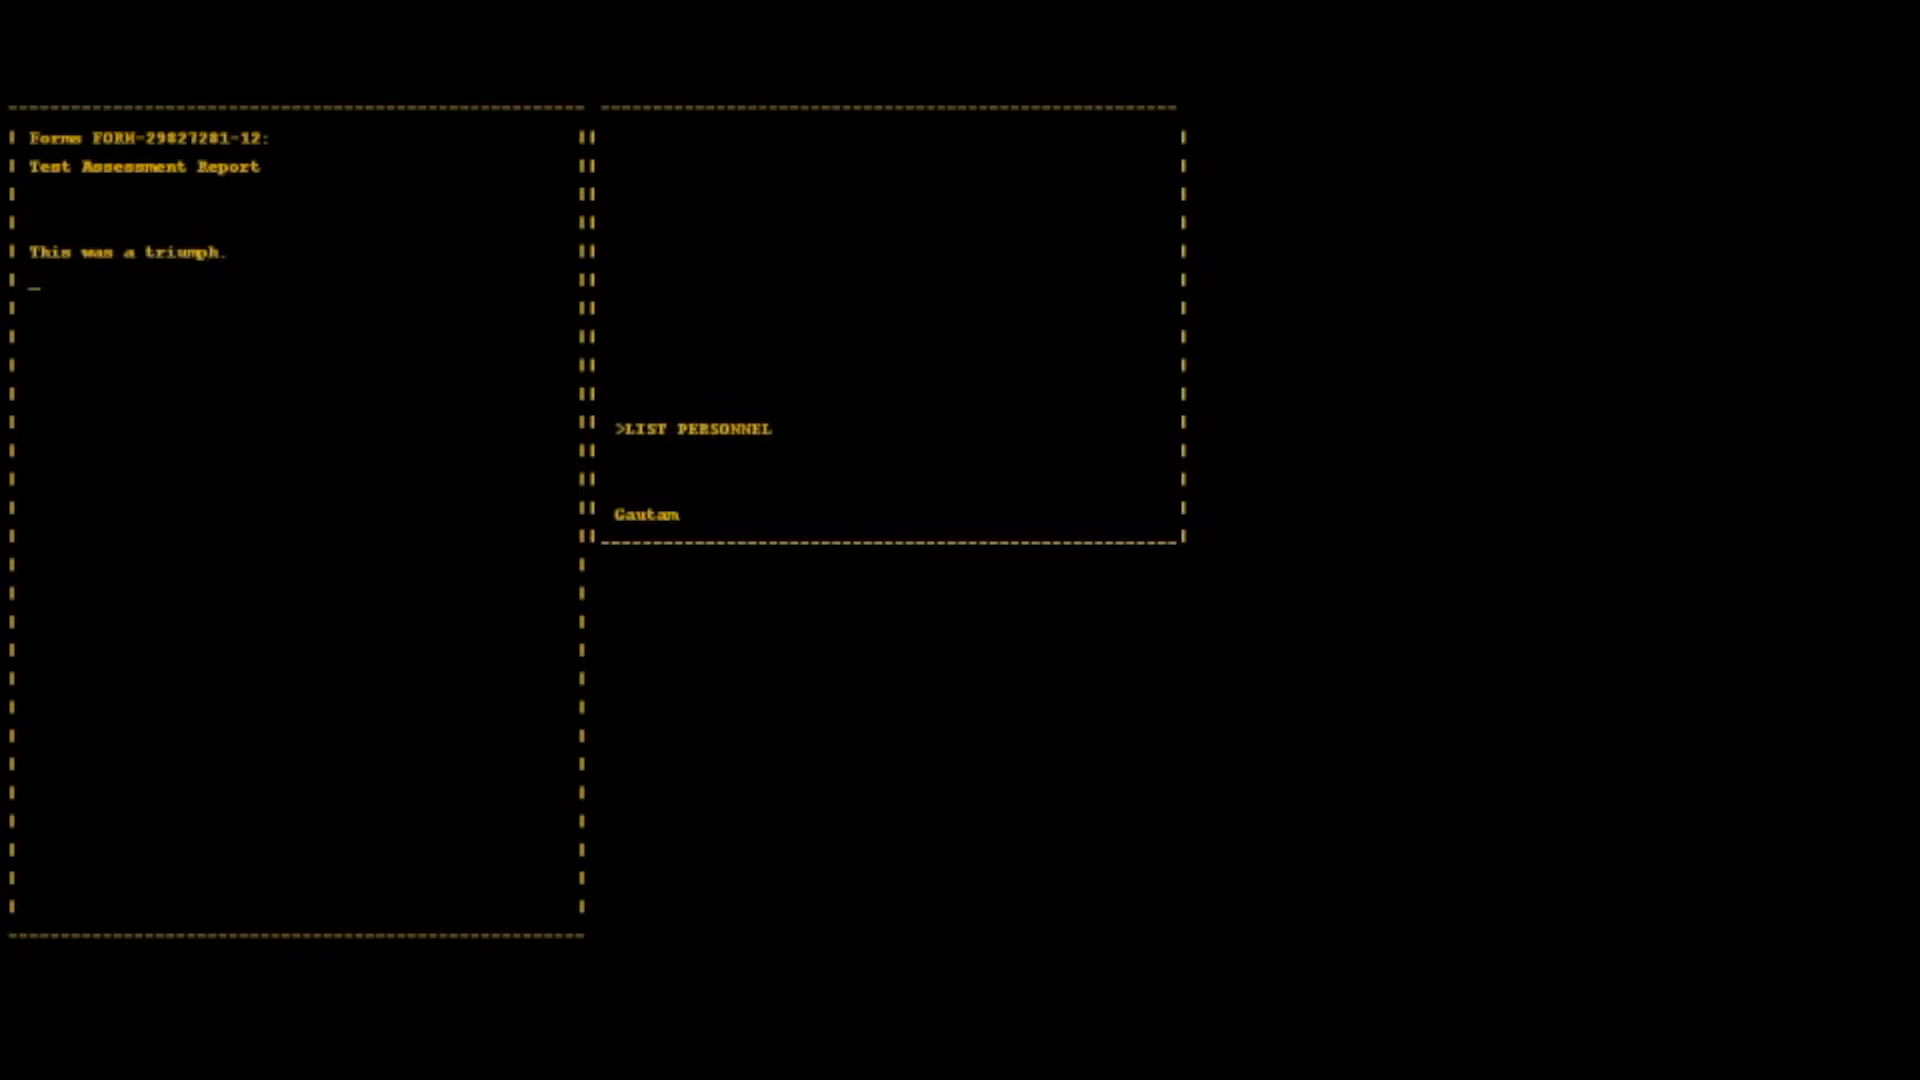 Forms FORM-29827281-12:
Test Assessment Report
This was a triumph.
_
>LIST PERSONNEL
Gautam